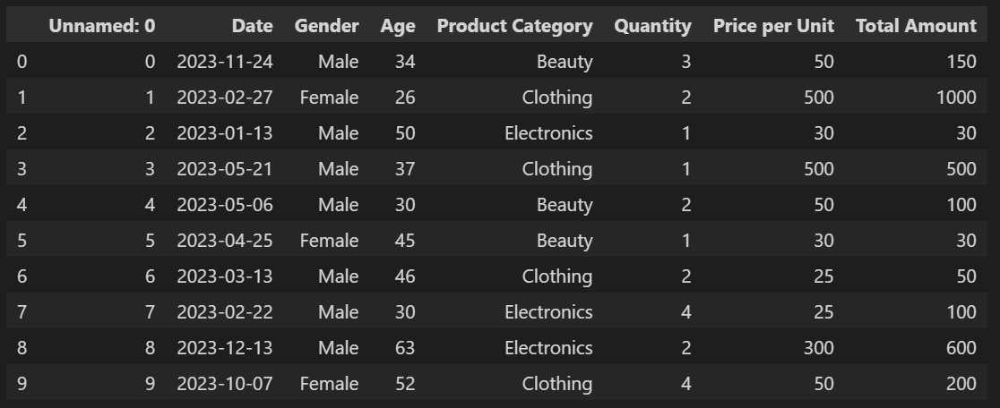 Unnamed: 0 Date Gender Age Product Category Quantity Price per Unit Total Amount
0 0 2023-11-24 Male 34 Beauty 3 50 150
1 1 2023-02-27 Female 26 Clothing 2 500 1000
2 2 2023-01-13 Male 50 Electronics 1 30 30
3 3 2023-05-21 Male 37 Clothing 1 500 500
4 4 2023-05-06 Male 30 Beauty 2 50 100
5 5 2023-04-25 Female 45 Beauty 1 30 30
6 6 2023-03-13 Male 46 Clothing 2 25 50
7 7 2023-02-22 Male 30 Electronics 4 25 100
8 8 2023-12-13 Male 63 Electronics 2 300 600
9 9 2023-10-07 Female 52 Clothing 4 50 200